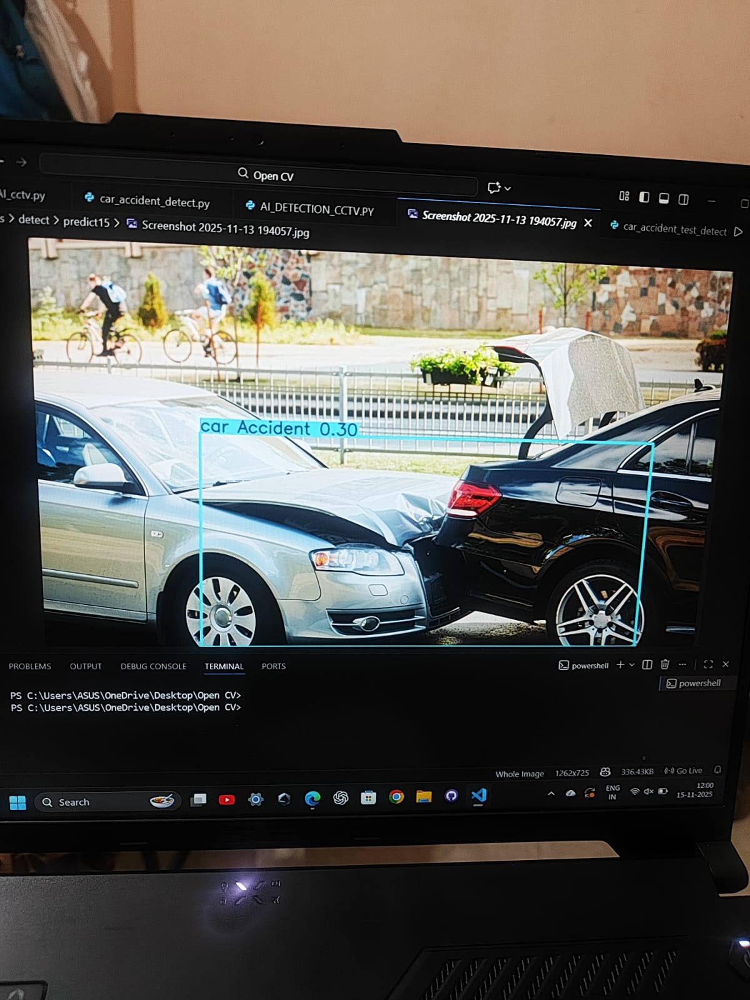 Open CV
AI_cctv.py
car_accident_detect.py
AI_DETECTION_CCTV.PY
Screenshot 2025-11-13 194057.jpg
car_accident_test_detect
s > detect > predict15 > Screenshot 2025-11-13 194057.jpg
car Accident 0.30
PROBLEMS OUTPUT DEBUG CONSOLE TERMINAL PORTS
powershell
powershell
PS C:\Users\ASUS\OneDrive\Desktop\Open CV>
PS C:\Users\ASUS\OneDrive\Desktop\Open CV>
Whole Image 1262x725 336.43KB Go Live
Search
ENG
IN
12:00
15-11-2025